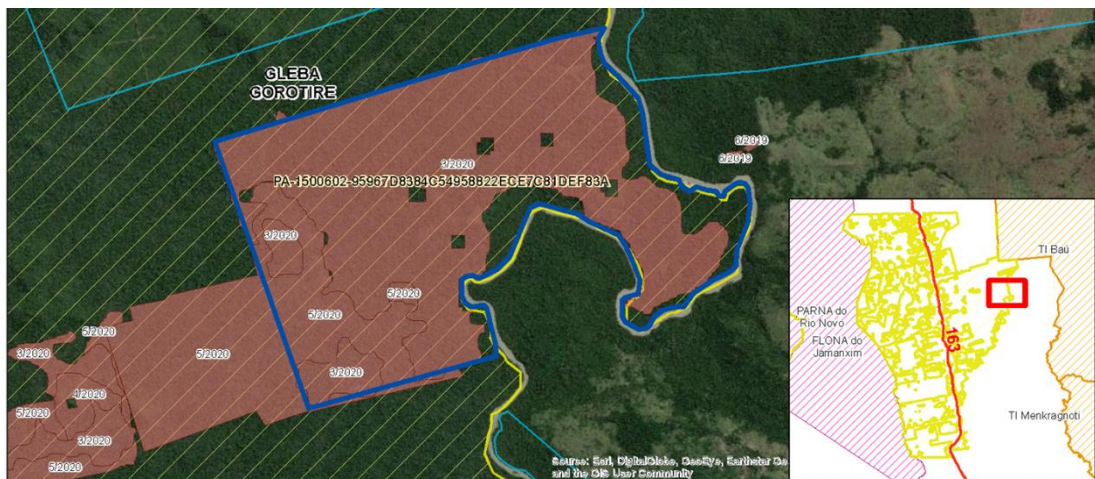 GLEBA
GOROTIRE
6/2019
5/2019
3/2020
PA-1500602-95967D8384C54958822ECE7C81DEF83A
3/2020
5/2020
5/2020
5/2020
5/2020
3/2020
5/2020
3/2020
4/2020
5/2020
3/2020
5/2020
TI Baú
PARNA do
Rio Novo
FLONA do
Jamanxim
163
TI Menkragnoti
Source: Esri, DigitalGlobe, GeoEye, Earthstar Ge
and the GIS User Community